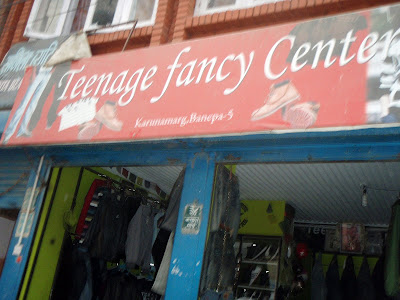 Teenage fancy Center
Karunamarg,Banepa-5